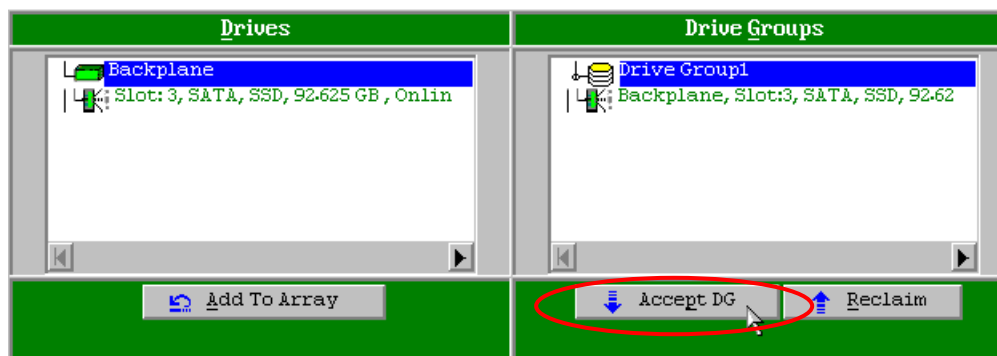 Drives
Backplane
Slot: 3, SATA, SSD, 92.625 GB , Onlin
Add To Array
Drive Groups
Drive Group1
Backplane, Slot:3, SATA, SSD, 92.62
Accept DG
Reclaim